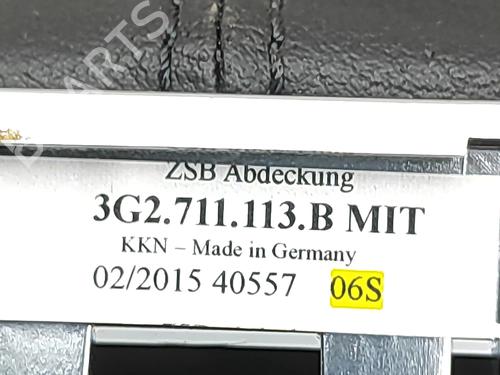 ZSB Abdeckung
3G2.711.113.B MIT
KKN – Made in Germany
02/2015 40557 06S